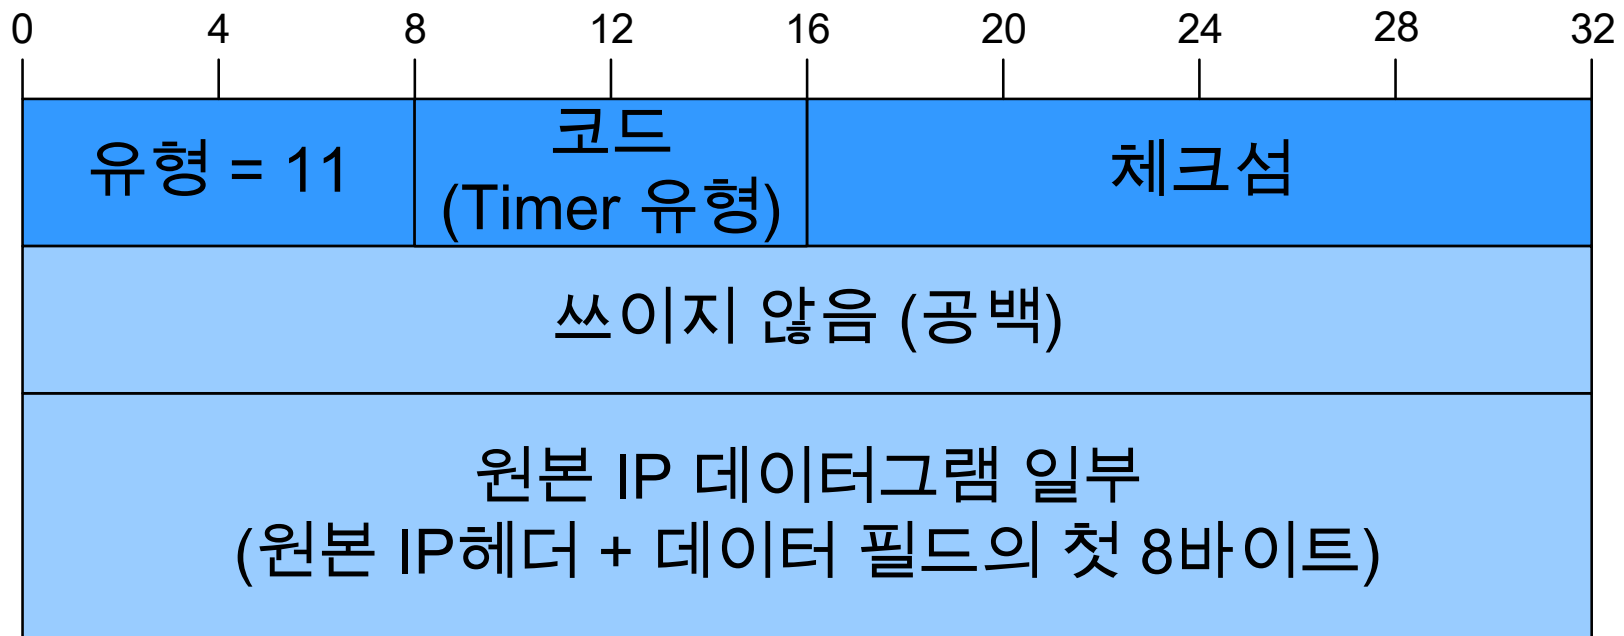 0 4 8 12 16 20 24 28 32
유형 = 11
코드
(Timer 유형)
체크섬
쓰이지 않음 (공백)
원본 IP 데이터그램 일부
(원본 IP헤더 + 데이터 필드의 첫 8바이트)